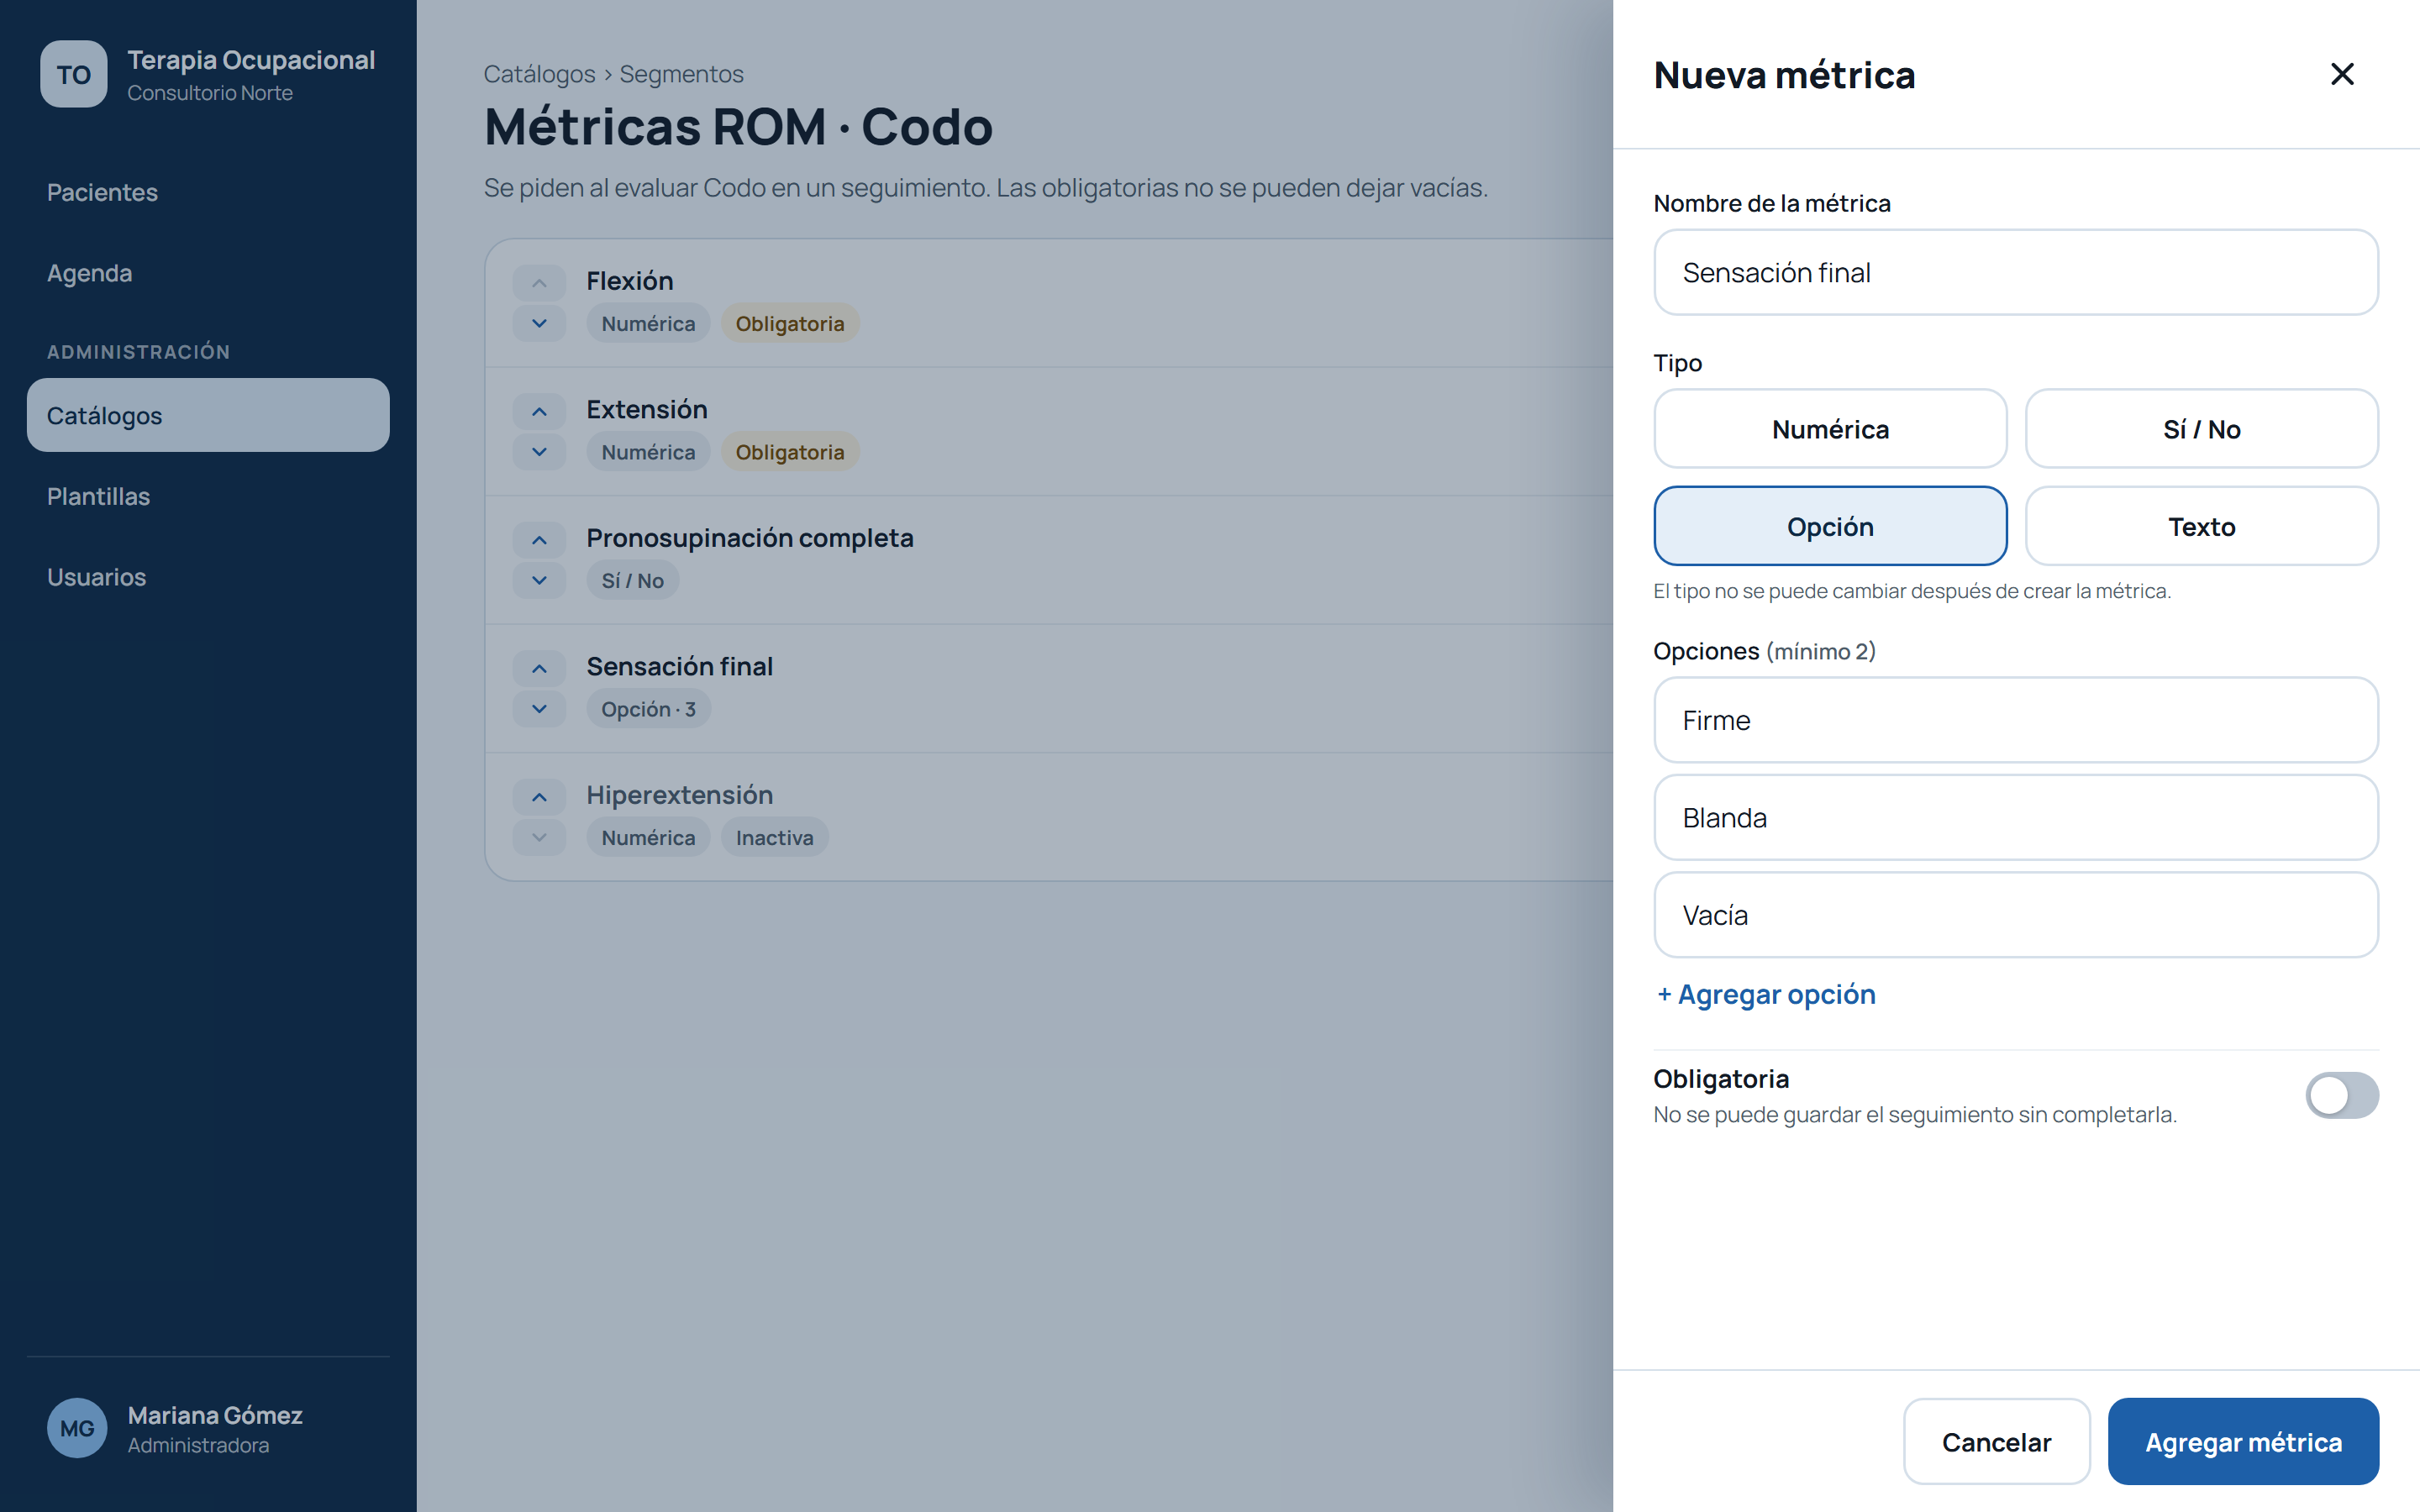 TO
Terapia Ocupacional
Consultorio Norte
Pacientes
Agenda
ADMINISTRACIÓN
Catálogos
Plantillas
Usuarios
MG
Mariana Gómez
Administradora
Catálogos › Segmentos
Métricas ROM · Codo
Se piden al evaluar Codo en un seguimiento. Las obligatorias no se pueden dejar vacías.
Flexión
Numérica Obligatoria
Extensión
Numérica Obligatoria
Pronosupinación completa
Sí / No
Sensación final
Opción · 3
Hiperextensión
Numérica Inactiva
Nueva métrica
Nombre de la métrica
Sensación final
Tipo
Numérica Sí / No
Opción Texto
El tipo no se puede cambiar después de crear la métrica.
Opciones (mínimo 2)
Firme
Blanda
Vacía
+ Agregar opción
Obligatoria
No se puede guardar el seguimiento sin completarla.
Cancelar Agregar métrica